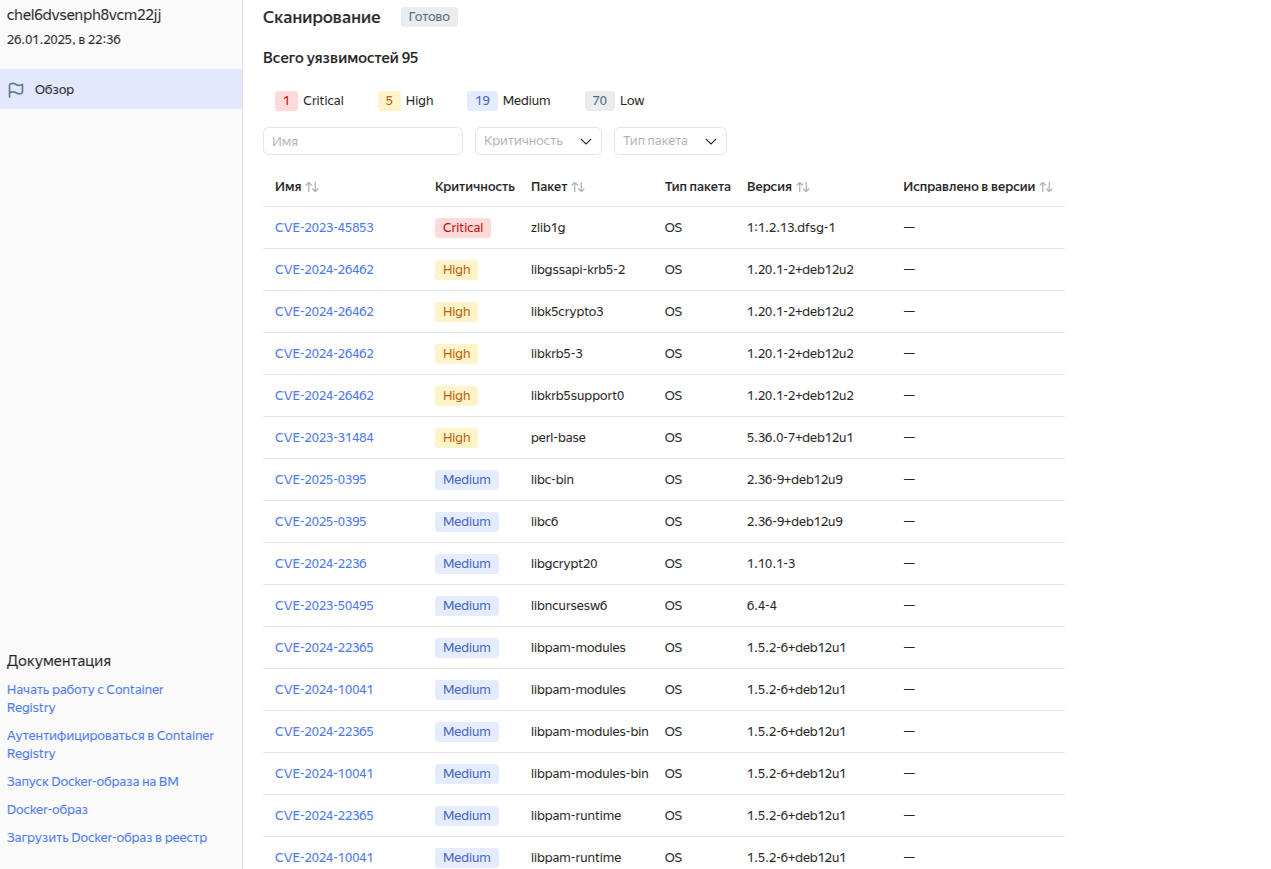 chel6dvsenph8vcm22jj
26.01.2025, в 22:36
Обзор
Документация
Начать работу с Container
Registry
Аутентифицироваться в Container
Registry
Запуск Docker-образа на ВМ
Docker-образ
Загрузить Docker-образ в реестр
Сканирование Готово
Всего уязвимостей 95
1 Critical 5 High 19 Medium 70 Low
Имя Критичность Тип пакета
Имя Критичность Пакет Тип пакета Версия Исправлено в версии
CVE-2023-45853 Critical zlib1g OS 1:1.2.13.dfsg-1 —
CVE-2024-26462 High libgssapi-krb5-2 OS 1.20.1-2+deb12u2 —
CVE-2024-26462 High libk5crypto3 OS 1.20.1-2+deb12u2 —
CVE-2024-26462 High libkrb5-3 OS 1.20.1-2+deb12u2 —
CVE-2024-26462 High libkrb5support0 OS 1.20.1-2+deb12u2 —
CVE-2023-31484 High perl-base OS 5.36.0-7+deb12u1 —
CVE-2025-0395 Medium libc-bin OS 2.36-9+deb12u9 —
CVE-2025-0395 Medium libc6 OS 2.36-9+deb12u9 —
CVE-2024-2236 Medium libgcrypt20 OS 1.10.1-3 —
CVE-2023-50495 Medium libncursesw6 OS 6.4-4 —
CVE-2024-22365 Medium libpam-modules OS 1.5.2-6+deb12u1 —
CVE-2024-10041 Medium libpam-modules OS 1.5.2-6+deb12u1 —
CVE-2024-22365 Medium libpam-modules-bin OS 1.5.2-6+deb12u1 —
CVE-2024-10041 Medium libpam-modules-bin OS 1.5.2-6+deb12u1 —
CVE-2024-22365 Medium libpam-runtime OS 1.5.2-6+deb12u1 —
CVE-2024-10041 Medium libpam-runtime OS 1.5.2-6+deb12u1 —